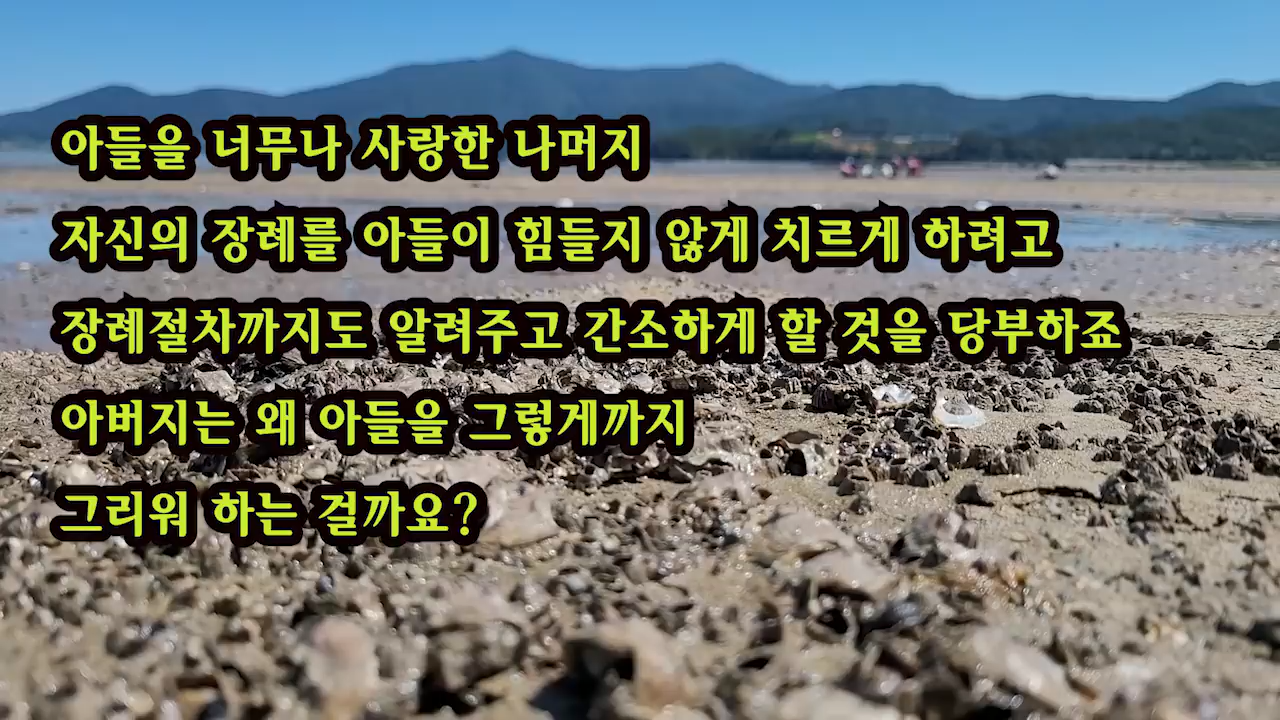 아들을 너무나 사랑한 나머지
자신의 장례를 아들이 힘들지 않게 치르게 하려고
장례절차까지도 알려주고 간소하게 할 것을 당부하죠
아버지는 왜 아들을 그렇게까지
그리워 하는 걸까요?